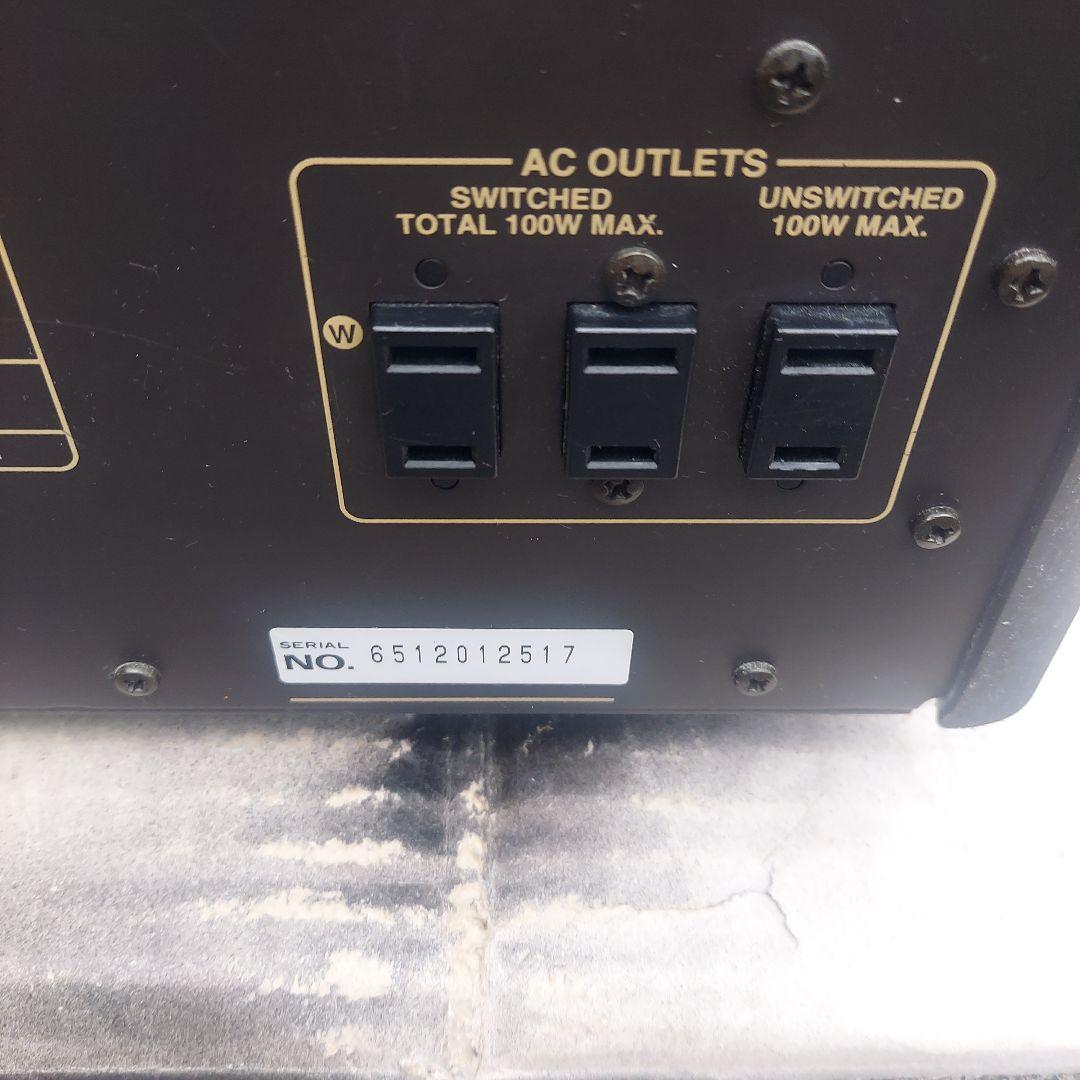 AC OUTLETS
SWITCHED
TOTAL 100W MAX.
UNSWITCHED
100W MAX.
W
SERIAL
NO. 6512012517